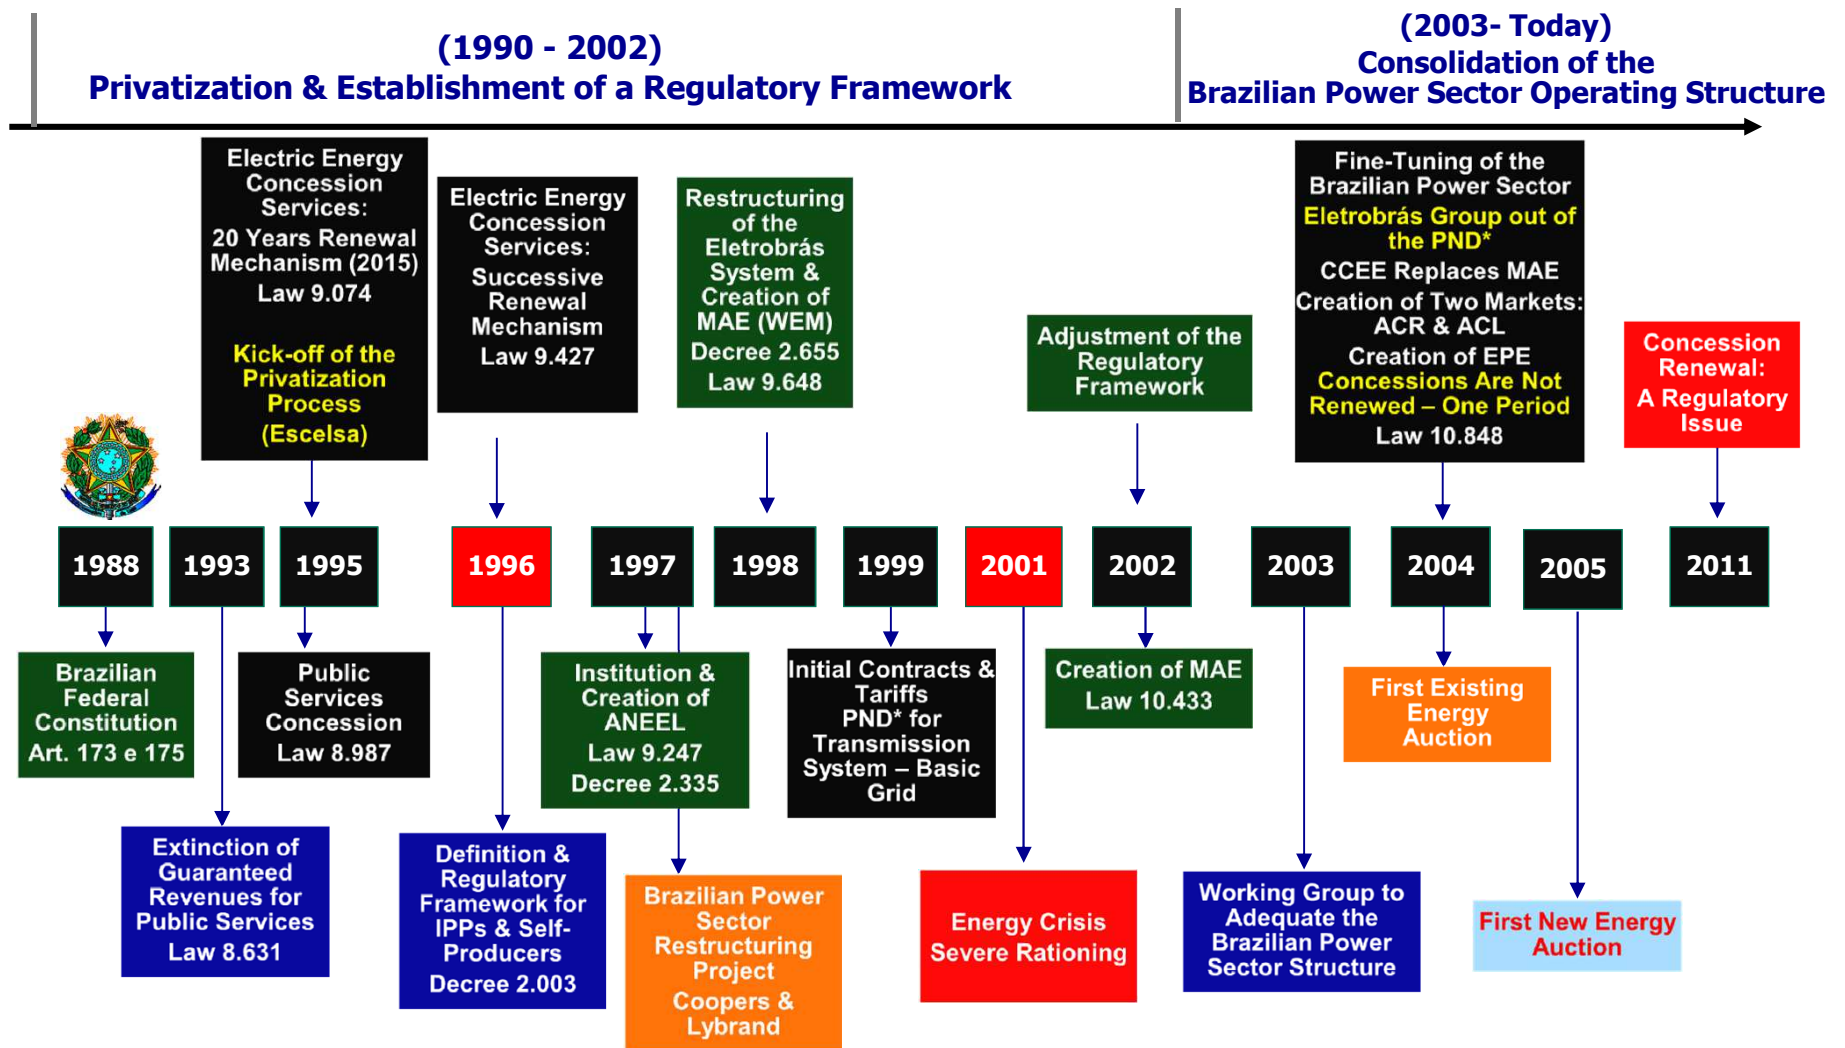 (1990 - 2002)
Privatization & Establishment of a Regulatory Framework
(2003- Today)
Consolidation of the
Brazilian Power Sector Operating Structure
Electric Energy
Concession
Services:
20 Years Renewal
Mechanism (2015)
Law 9.074
Kick-off of the
Privatization
Process
(Escelsa)
Electric Energy
Concession
Services:
Successive
Renewal
Mechanism
Law 9.427
Restructuring
of the
Eletrobrás
System &
Creation of
MAE (WEM)
Decree 2.655
Law 9.648
Adjustment of the
Regulatory
Framework
Fine-Tuning of the
Brazilian Power Sector
Eletrobrás Group out of
the PND*
CCEE Replaces MAE
Creation of Two Markets:
ACR & ACL
Creation of EPE
Concessions Are Not
Renewed – One Period
Law 10.848
Concession
Renewal:
A Regulatory
Issue
1988
1993
1995
1996
1997
1998
1999
2001
2002
2003
2004
2005
2011
Brazilian
Federal
Constitution
Art. 173 e 175
Public
Services
Concession
Law 8.987
Institution &
Creation of
ANEEL
Law 9.247
Decree 2.335
Initial Contracts &
Tariffs
PND* for
Transmission
System – Basic
Grid
Creation of MAE
Law 10.433
First Existing
Energy
Auction
Extinction of
Guaranteed
Revenues for
Public Services
Law 8.631
Definition &
Regulatory
Framework for
IPPs & Self-
Producers
Decree 2.003
Brazilian Power
Sector
Restructuring
Project
Coopers &
Lybrand
Energy Crisis
Severe Rationing
Working Group to
Adequate the
Brazilian Power
Sector Structure
First New Energy
Auction